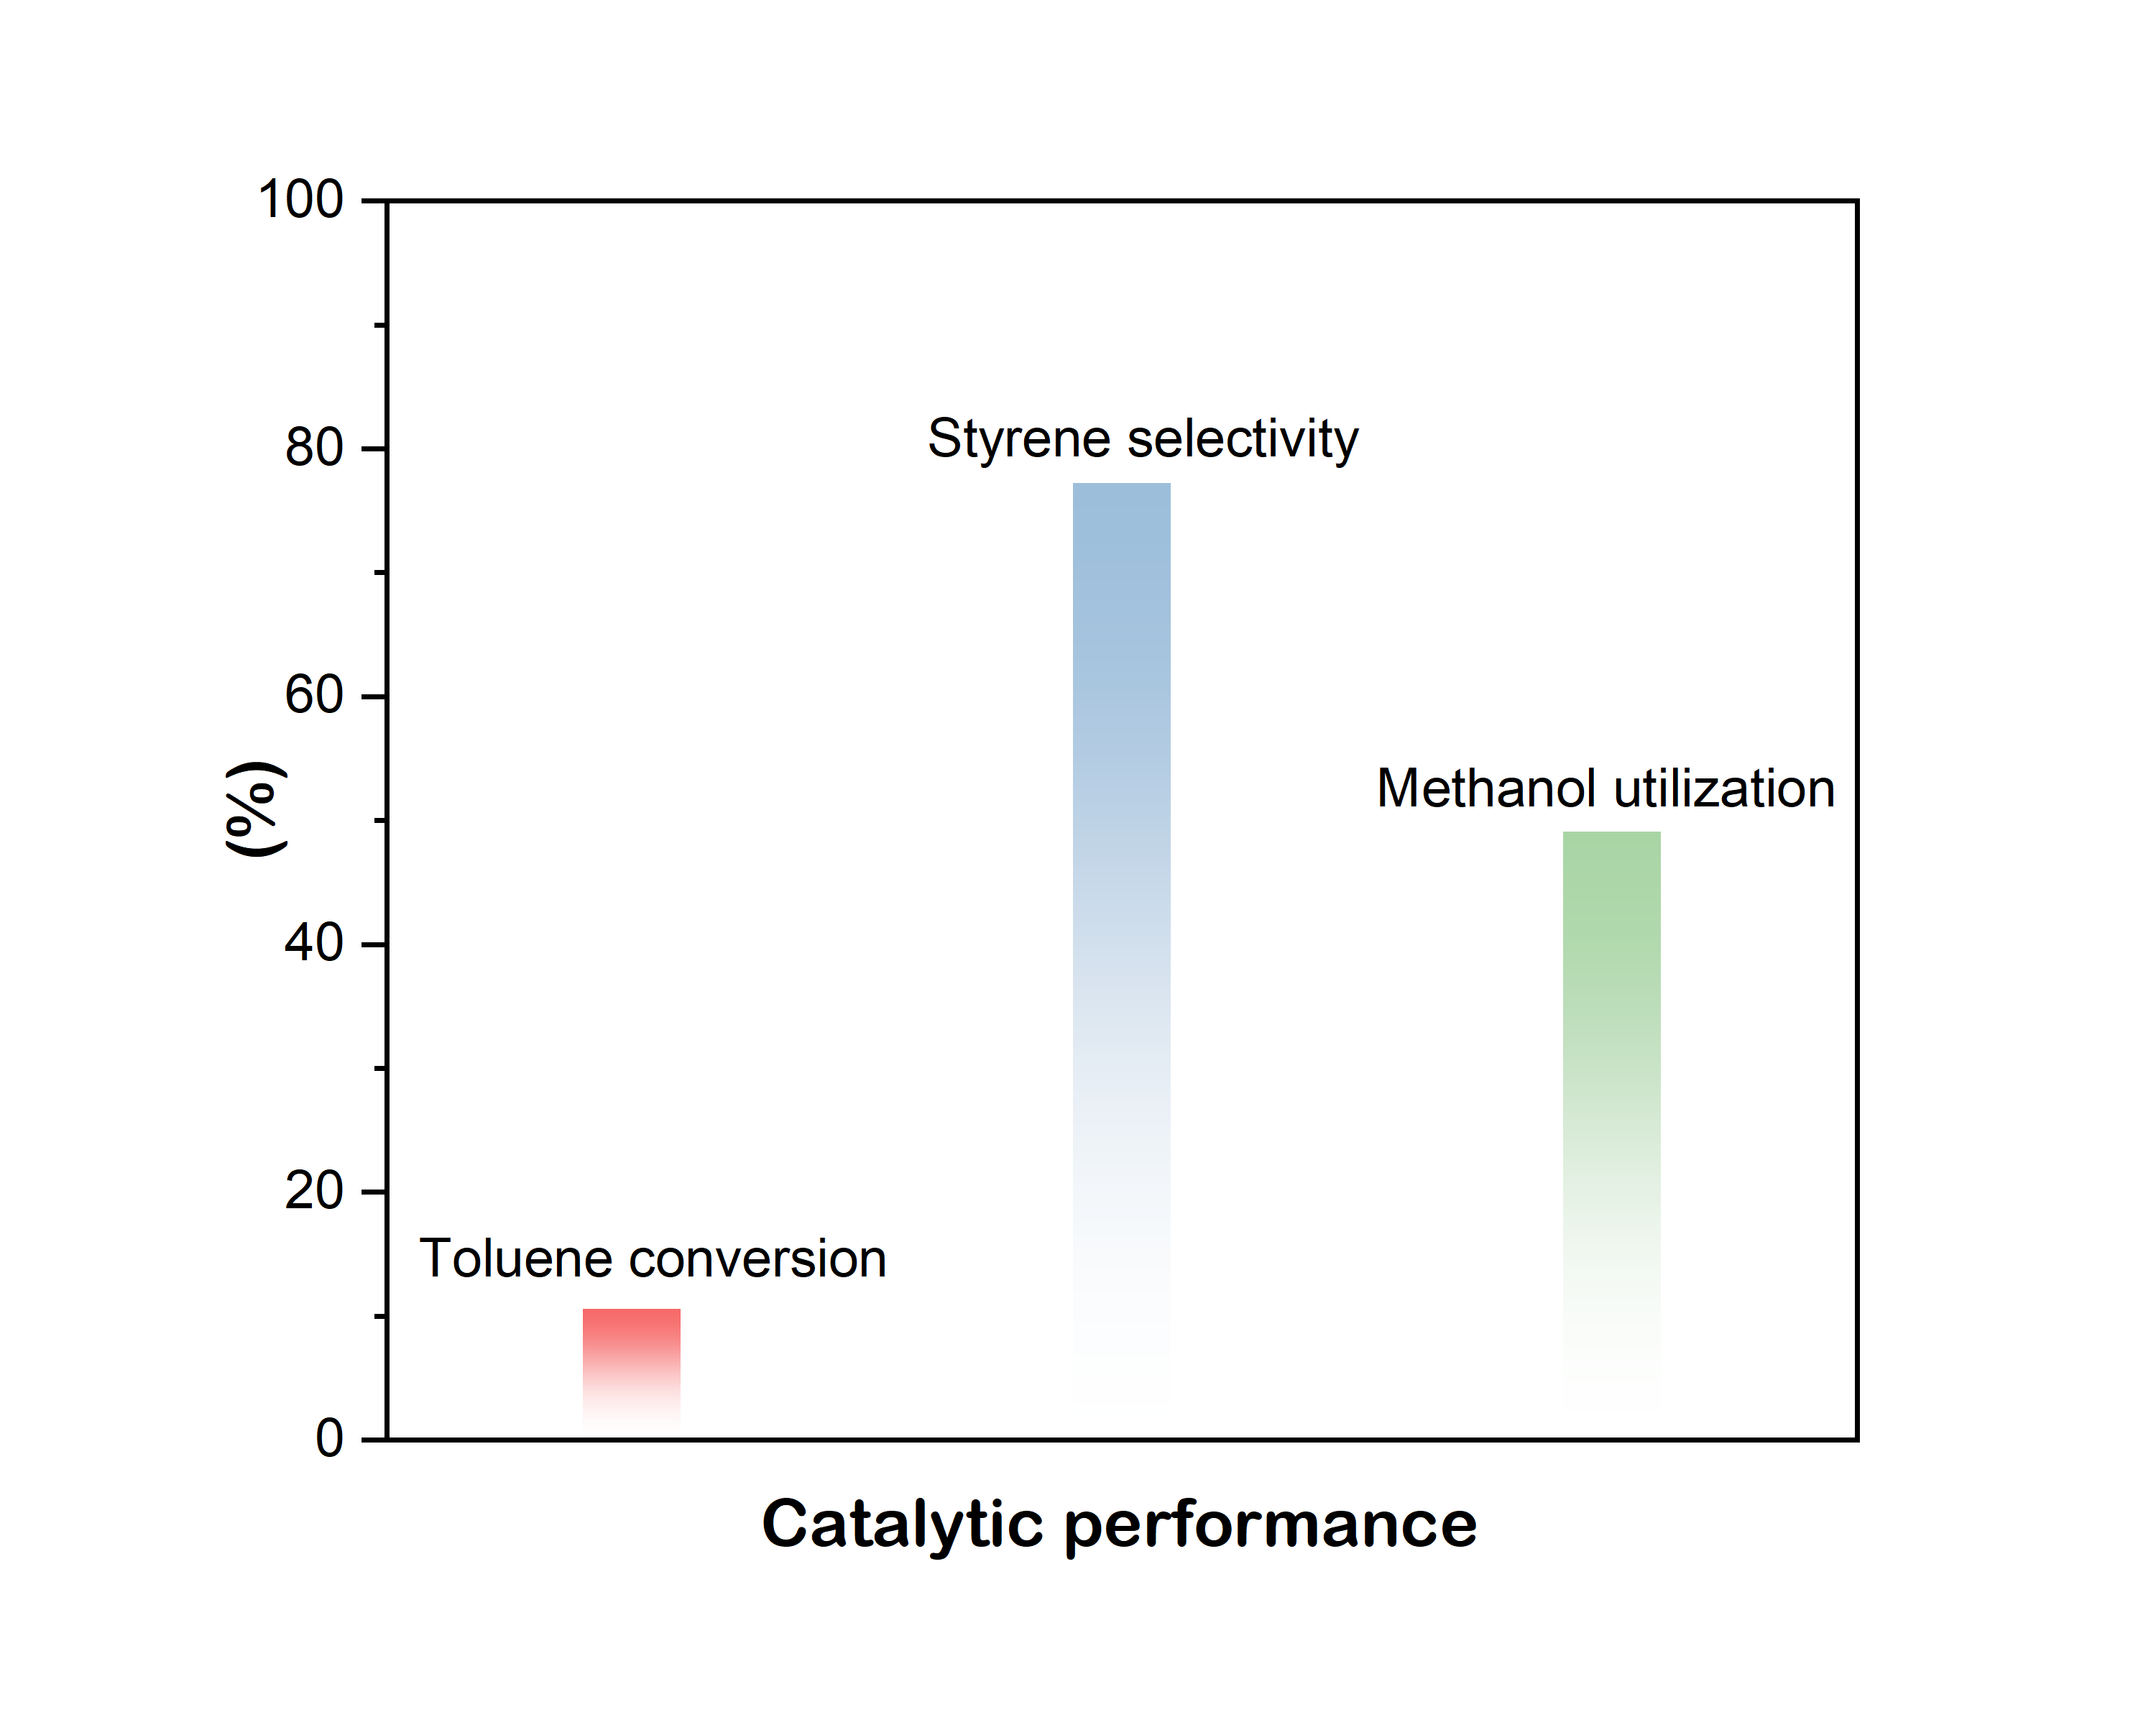 100
80
60
40
20
0
(%)
Styrene selectivity
Methanol utilization
Toluene conversion
Catalytic performance